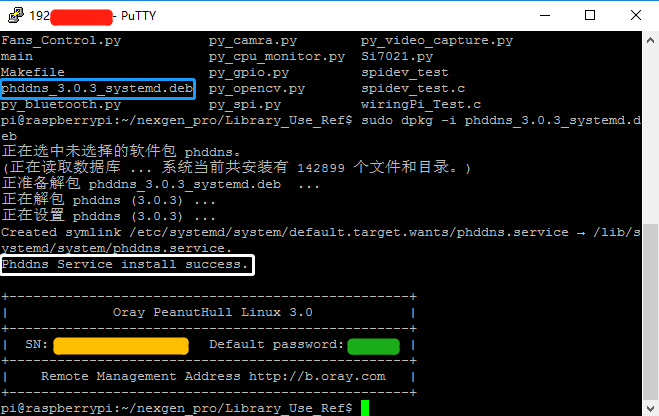 192 - PuTTY
Fans_Control.py py_camra.py py_video_capture.py
main py_cpu_monitor.py Si7021.py
Makefile py_gpio.py spidev_test
phddns_3.0.3_systemd.deb py_opencv.py spidev_test.c
py_bluetooth.py py_spi.py wiringPi_Test.c
pi@raspberrypi:~/nexgen_pro/Library_Use_Ref$ sudo dpkg -i phddns_3.0.3_systemd.d
eb
正在选中未选择的软件包 phddns。
(正在读取数据库 ... 系统当前共安装有 142899 个文件和目录。)
正准备解包 phddns_3.0.3_systemd.deb ...
正在解包 phddns (3.0.3) ...
正在设置 phddns (3.0.3) ...
Created symlink /etc/systemd/system/default.target.wants/phddns.service → /lib/s
ystemd/system/phddns.service.
Phddns Service install success.
+--------------------------------------------------+
| Oray PeanutHull Linux 3.0 |
+--------------------------------------------------+
| SN: Default password: |
+--------------------------------------------------+
| Remote Management Address http://b.oray.com |
+--------------------------------------------------+
pi@raspberrypi:~/nexgen_pro/Library_Use_Ref$